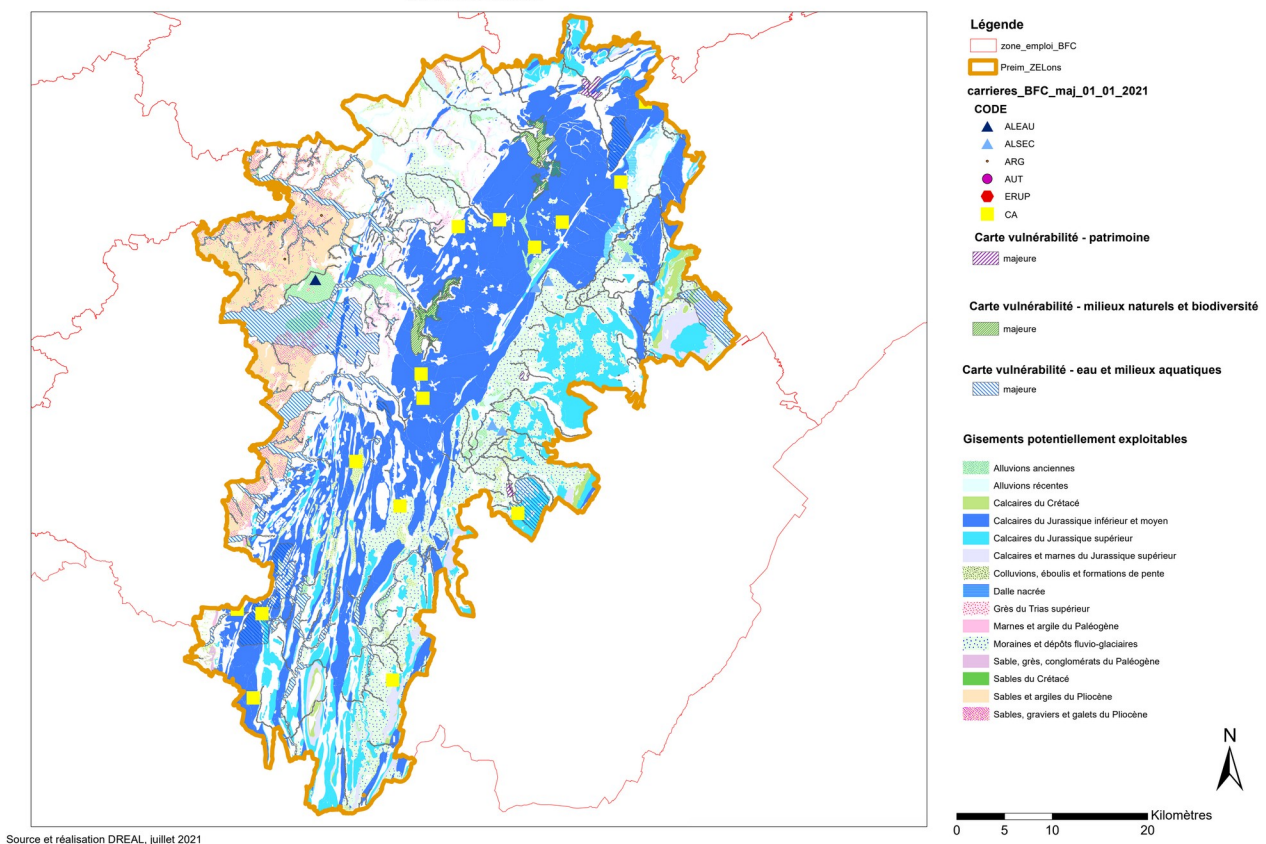 Légende
zone_emploi_BFC
Preim_ZELons
carrieres_BFC_maj_01_01_2021
CODE
ALEAU
ALSEC
ARG
AUT
ERUP
CA
Carte vulnérabilité - patrimoine
majeure
Carte vulnérabilité - milieux naturels et biodiversité
majeure
Carte vulnérabilité - eau et milieux aquatiques
majeure
Gisements potentiellement exploitables
Alluvions anciennes
Alluvions récentes
Calcaires du Crétacé
Calcaires du Jurassique inférieur et moyen
Calcaires du Jurassique supérieur
Calcaires et marnes du Jurassique supérieur
Colluvions, éboulis et formations de pente
Dalle nacrée
Grès du Trias supérieur
Marnes et argile du Paléogène
Moraines et dépôts fluvio-glaciaires
Sable, grès, conglomérats du Paléogène
Sables du Crétacé
Sables et argiles du Pliocène
Sables, graviers et galets du Pliocène
N
Kilomètres
0 5 10 20
Source et réalisation DREAL, juillet 2021